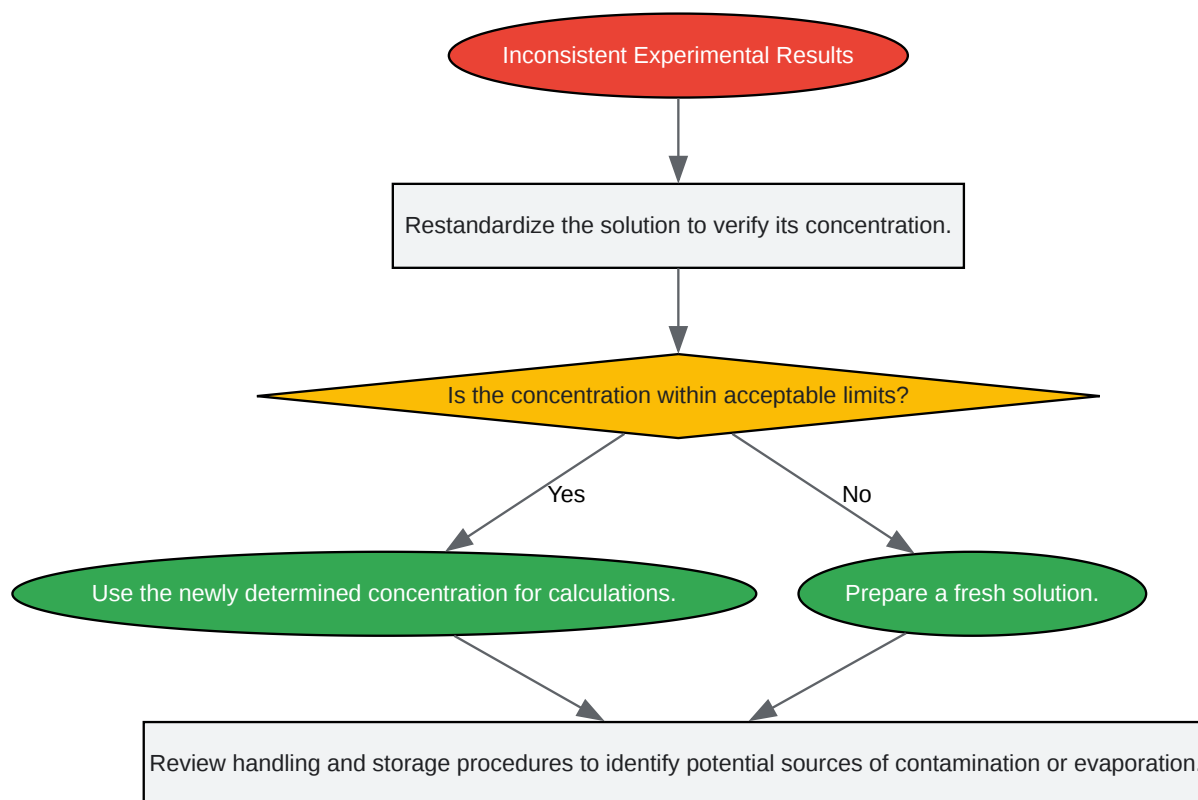 Inconsistent Experimental Results
Restandardize the solution to verify its concentration.
Is the concentration within acceptable limits?
Yes
No
Use the newly determined concentration for calculations.
Prepare a fresh solution.
Review handling and storage procedures to identify potential sources of contamination or evaporation.